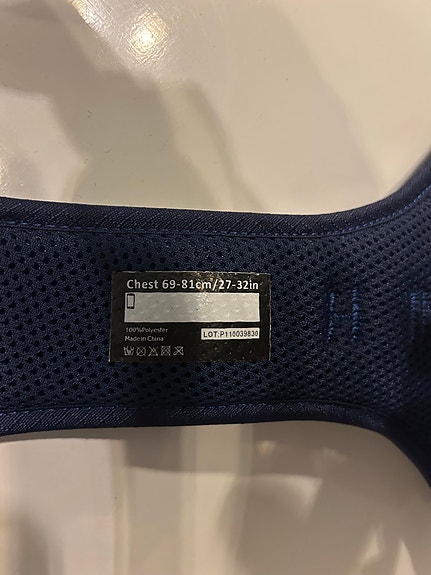 Chest 69-81cm/27-32in
100%Polyester
Made in China
LOT:P110039830